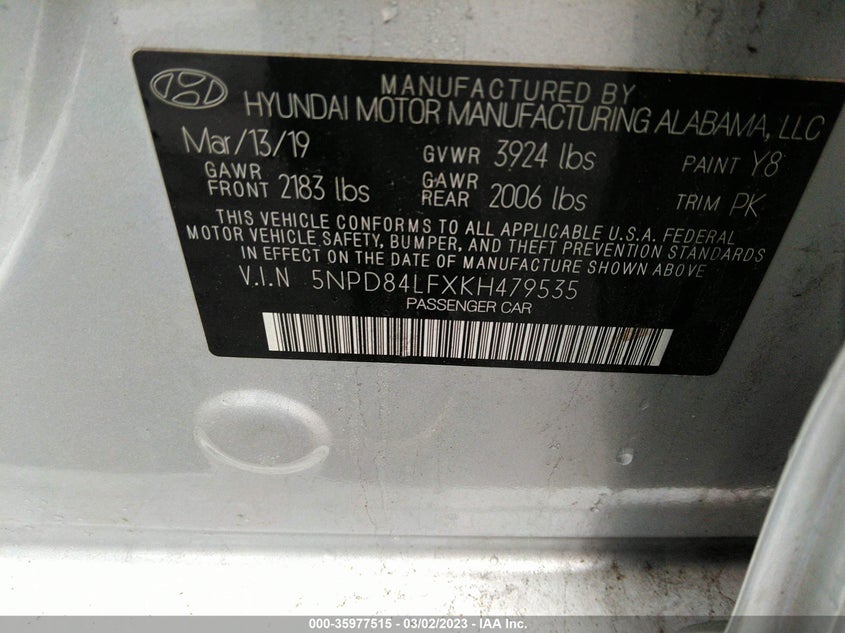 MANUFACTURED BY
HYUNDAI MOTOR MANUFACTURING ALABAMA, LLC
Mar/13/19 GVWR 3924 lbs PAINT Y8
GAWR FRONT 2183 lbs GAWR REAR 2006 lbs TRIM PK
THIS VEHICLE CONFORMS TO ALL APPLICABLE U.S.A. FEDERAL
MOTOR VEHICLE SAFETY, BUMPER, AND THEFT PREVENTION STANDARDS
IN EFFECT ON THE DATE OF MANUFACTURE SHOWN ABOVE
V.I.N 5NPD84LFXKH479535
PASSENGER CAR
000-35977515 - 03/02/2023 - IAA Inc.